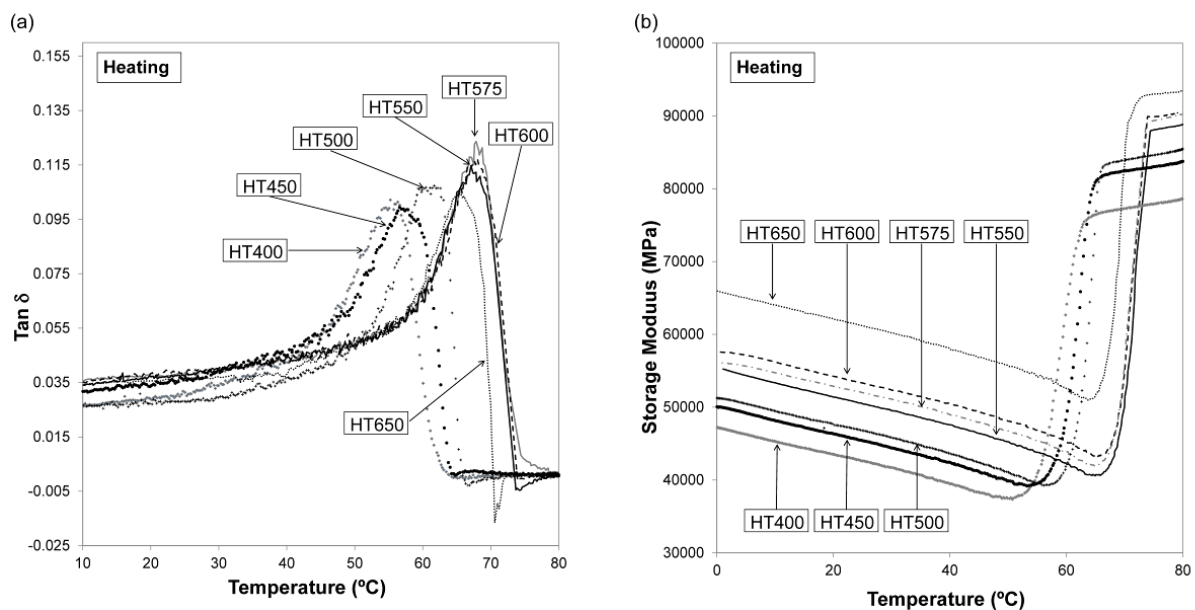 (a)
Heating
0.155
0.135
0.115
0.095
0.075
0.055
0.035
0.015
-0.005
-0.025
Tan δ
HT575
HT550
HT600
HT500
HT450
HT400
HT650
10 20 30 40 50 60 70 80
Temperature (ºC)
(b)
Heating
100000
90000
80000
70000
60000
50000
40000
30000
Storage Moduus (MPa)
HT650 HT600 HT575 HT550
HT400 HT450 HT500
0 20 40 60 80
Temperature (ºC)